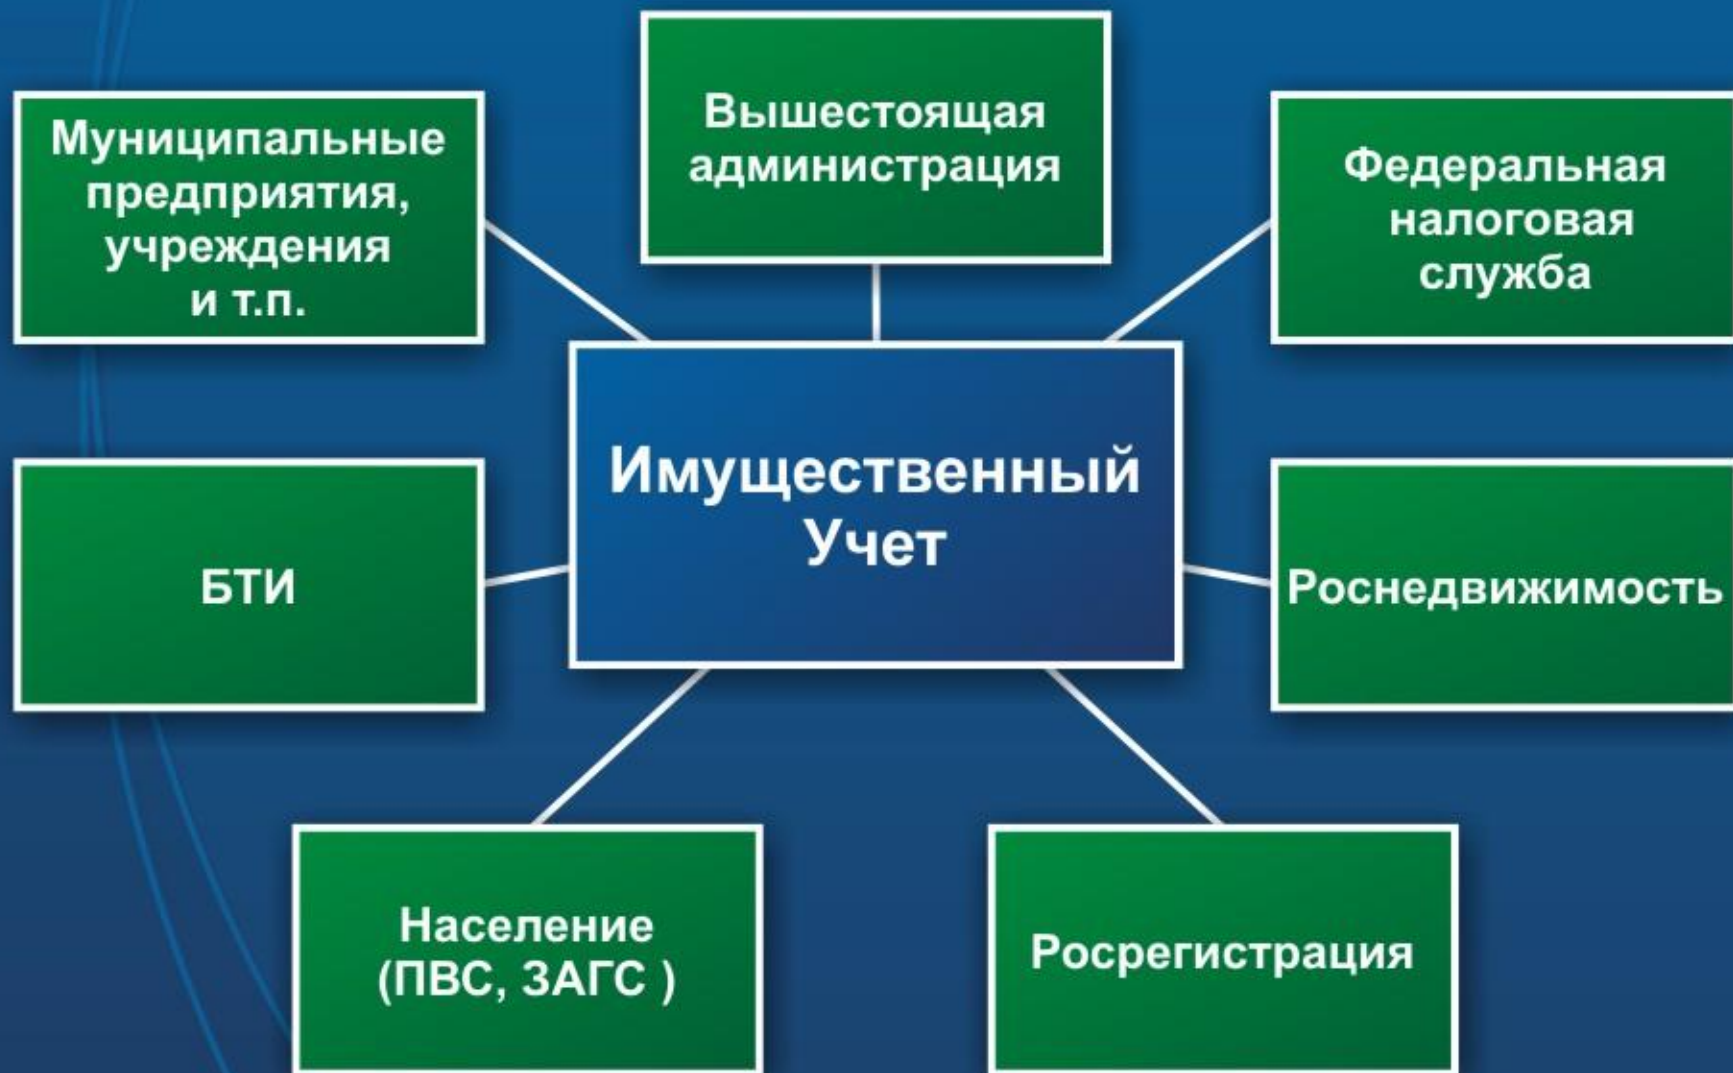 Вышестоящая
администрация
Муниципальные
предприятия,
учреждения
и т.п.
Федеральная
налоговая
служба
Имущественный
Учет
БТИ
Роснедвижимость
Население
(ПВС, ЗАГС )
Росрегистрация